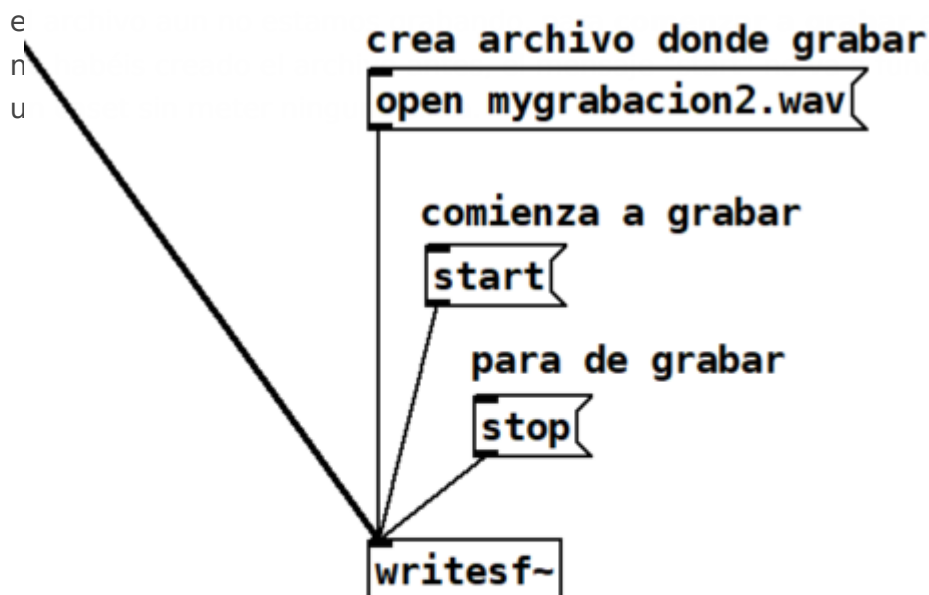 e
crea archivo donde grabar
n
open mygrabacion2.wav
u
comienza a grabar
start
para de grabar
stop
writesf~